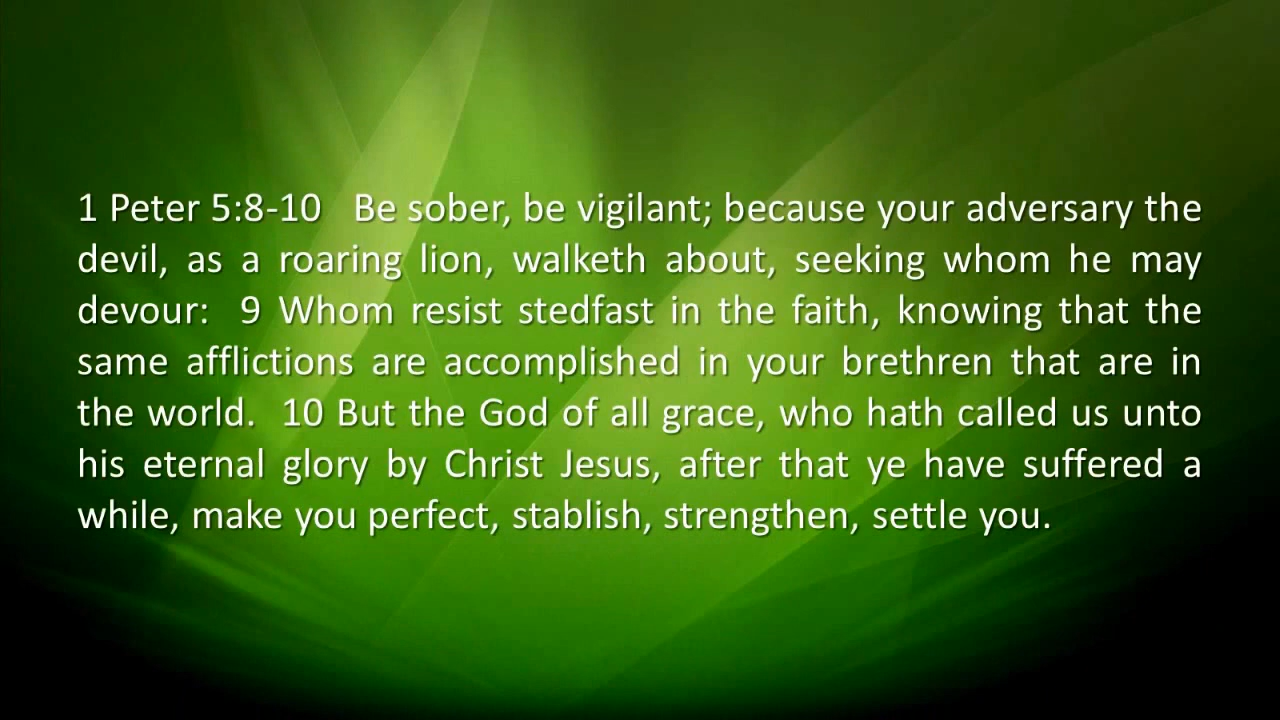 1 Peter 5:8-10   Be sober, be vigilant; because your adversary the
devil, as a roaring lion, walketh about, seeking whom he may
devour:  9 Whom resist stedfast in the faith, knowing that the
same afflictions are accomplished in your brethren that are in
the world.  10 But the God of all grace, who hath called us unto
his eternal glory by Christ Jesus, after that ye have suffered a
while, make you perfect, stablish, strengthen, settle you.